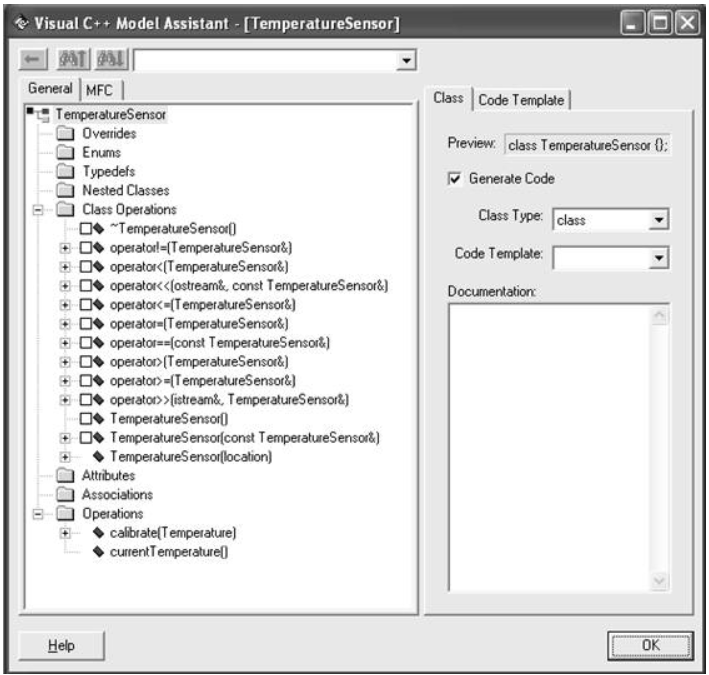 Visual C++ Model Assistant - [TemperatureSensor]
General MFC
TemperatureSensor
Overrides
Enums
Typedefs
Nested Classes
Class Operations
~TemperatureSensor()
operator!=(TemperatureSensor&)
operator<(TemperatureSensor&)
operator<<(ostream&, const TemperatureSensor&)
operator<=(TemperatureSensor&)
operator=(TemperatureSensor&)
operator==(const TemperatureSensor&)
operator>(TemperatureSensor&)
operator>=(TemperatureSensor&)
operator>>(istream&, TemperatureSensor&)
TemperatureSensor()
TemperatureSensor(const TemperatureSensor&)
TemperatureSensor(location)
Attributes
Associations
Operations
calibrate(Temperature)
currentTemperature()
Class Code Template
Preview: class TemperatureSensor {};
Generate Code
Class Type: class
Code Template:
Documentation:
Help
OK